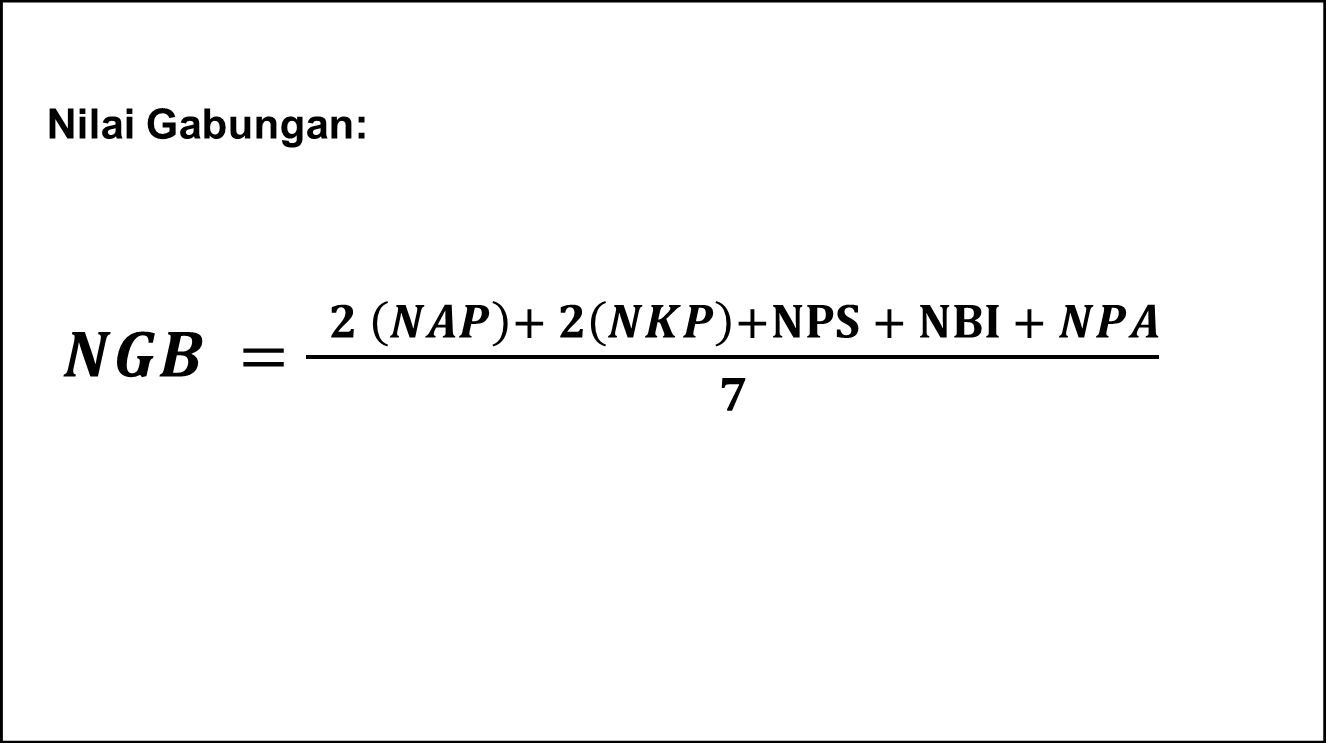 Nilai Gabungan:
NGB = 2 (NAP)+ 2(NKP)+NPS + NBI + NPA
7